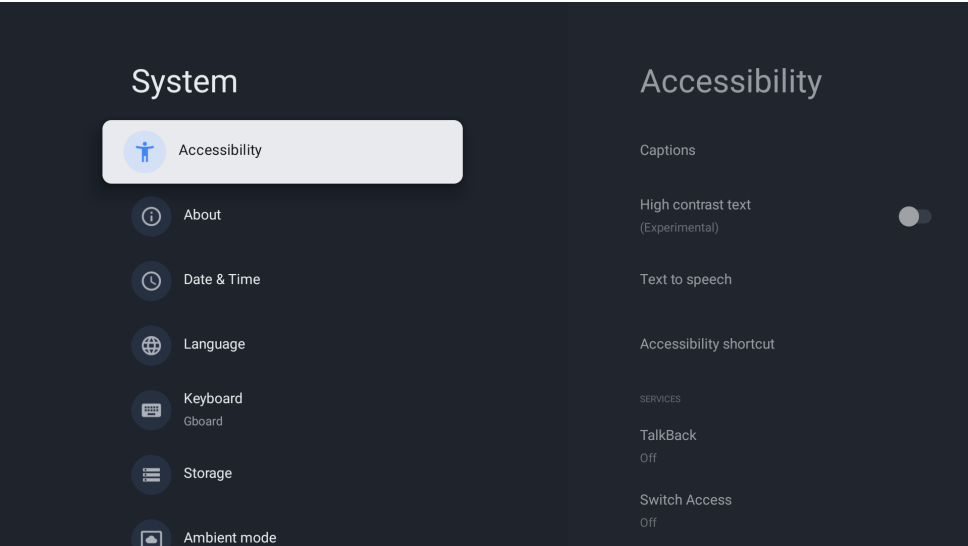 System
Accessibility
About
Date & Time
Language
Keyboard
Gboard
Storage
Ambient mode
Accessibility
Captions
High contrast text
(Experimental)
Text to speech
Accessibility shortcut
SERVICES
TalkBack
Off
Switch Access
Off